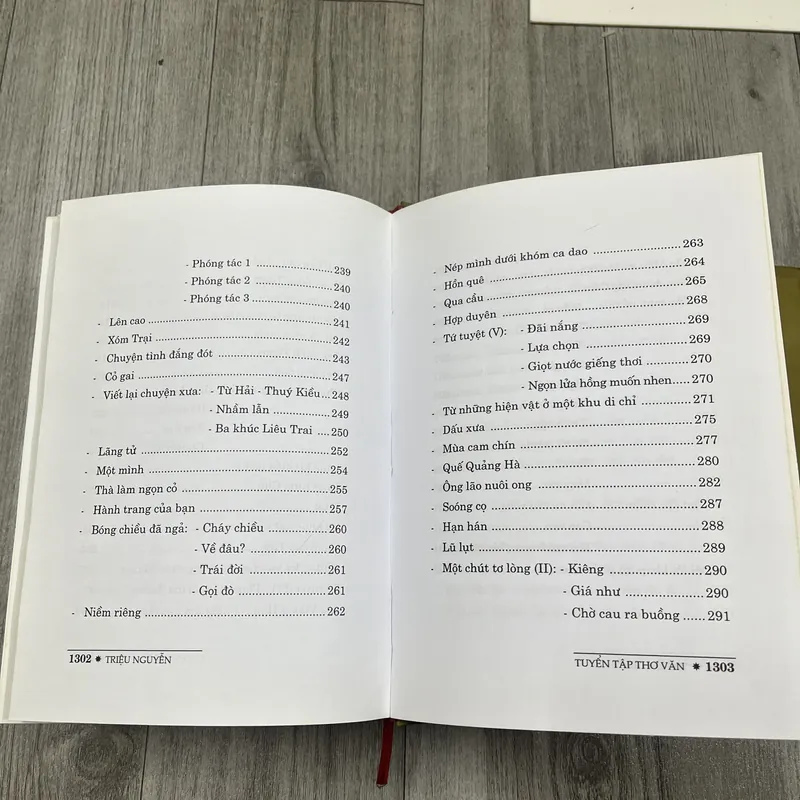 - Phóng tác 1 ........................239
- Phóng tác 2 ........................240
- Phóng tác 3 ........................240
- Lên cao ........................241
- Xóm Trại ........................242
- Chuyện tình đắng đót ........................243
- Cỏ gai ........................247
- Viết lại chuyện xưa: - Từ Hải - Thuý Kiều...248
- Nhầm lẫn ........................249
- Ba khúc Liêu Trai ....250
- Lãng tử ........................252
- Một mình ........................254
- Thà làm ngọn cỏ ........................255
- Hành trang của bạn ........................257
- Bóng chiều đã ngả: - Cháy chiều ........................260
- Về đâu? ........................260
- Trái đời ........................261
- Gọi đò ........................261
- Niềm riêng ........................262
1302 * TRIỆU NGUYỄN
- Nép mình dưới khóm ca dao ........................263
- Hồn quê ........................264
- Qua cầu ........................265
- Hợp duyên ........................268
- Tứ tuyệt (V): - Đãi nắng ........................269
- Lựa chọn ........................269
- Giọt nước giếng thơi ........................270
- Ngọn lửa hồng muốn nhen.....270
- Từ những hiện vật ở một khu di chỉ ........................271
- Dấu xưa ........................275
- Mùa cam chín ........................277
- Quế Quảng Hà ........................280
- Ông lão nuôi ong ........................282
- Soóng cọ ........................287
- Hạn hán ........................288
- Lũ lụt ........................289
- Một chút tơ lòng (II): - Kiêng ........................290
- Giá như ........................290
- Chờ cau ra buồng ......291
TUYỂN TẬP THƠ VĂN * 1303